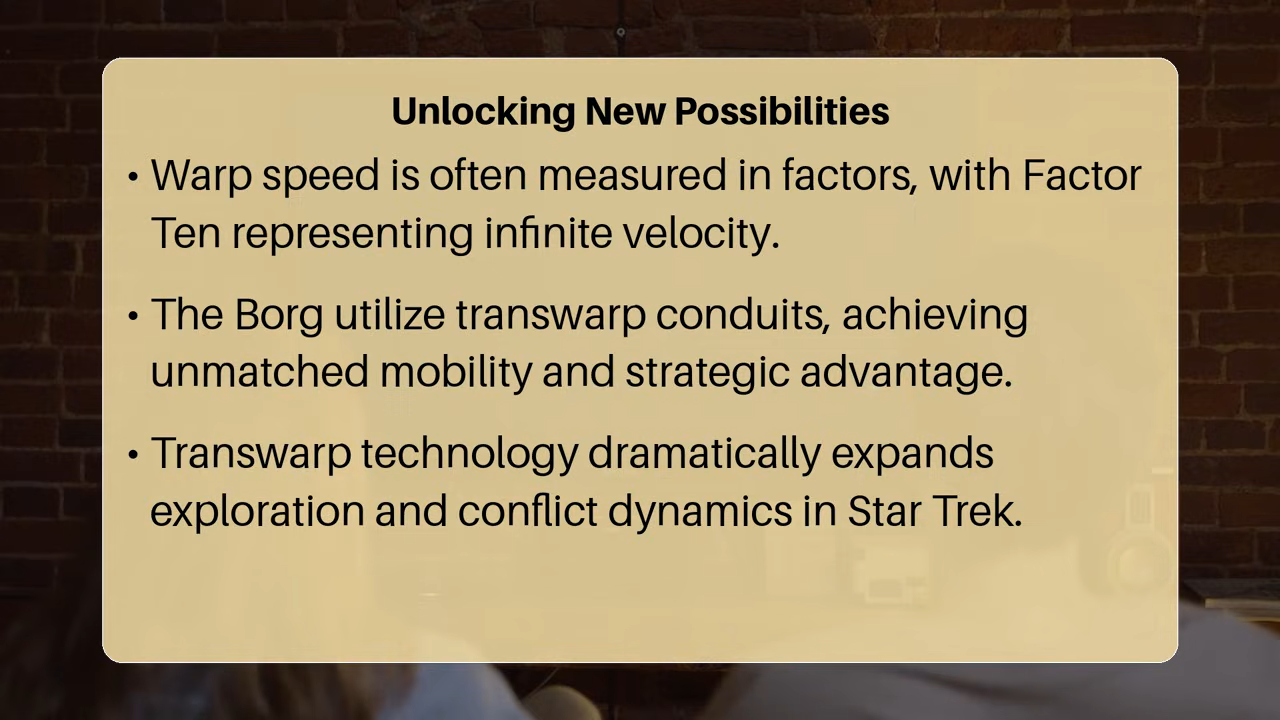 Unlocking New Possibilities
• Warp speed is often measured in factors, with Factor
Ten representing infinite velocity.
• The Borg utilize transwarp conduits, achieving
unmatched mobility and strategic advantage.
• Transwarp technology dramatically expands
exploration and conflict dynamics in Star Trek.